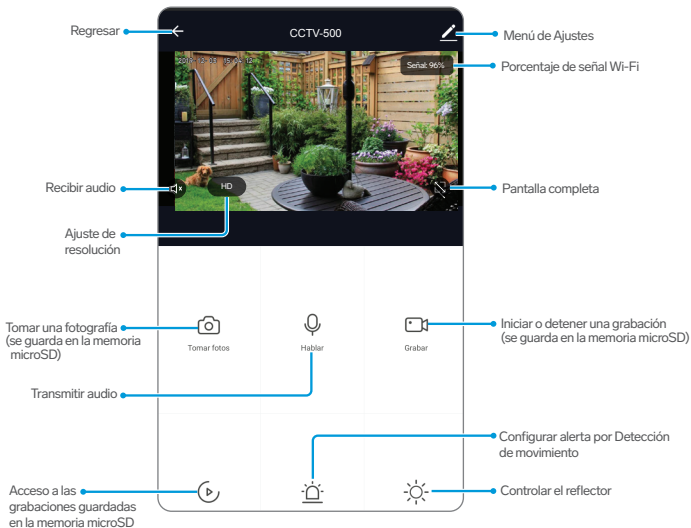 Regresar
CCTV-500
Menú de Ajustes
Señal: 96%
Porcentaje de señal Wi-Fi
Recibir audio
HD
Pantalla completa
Ajuste de
resolución
Tomar una fotografía
(se guarda en la memoria
microSD)
Tomar fotos
Hablar
Grabar
Iniciar o detener una grabación
(se guarda en la memoria microSD)
Transmitir audio
Configurar alerta por Detección
de movimiento
Acceso a las
grabaciones guardadas
en la memoria microSD
Controlar el reflector